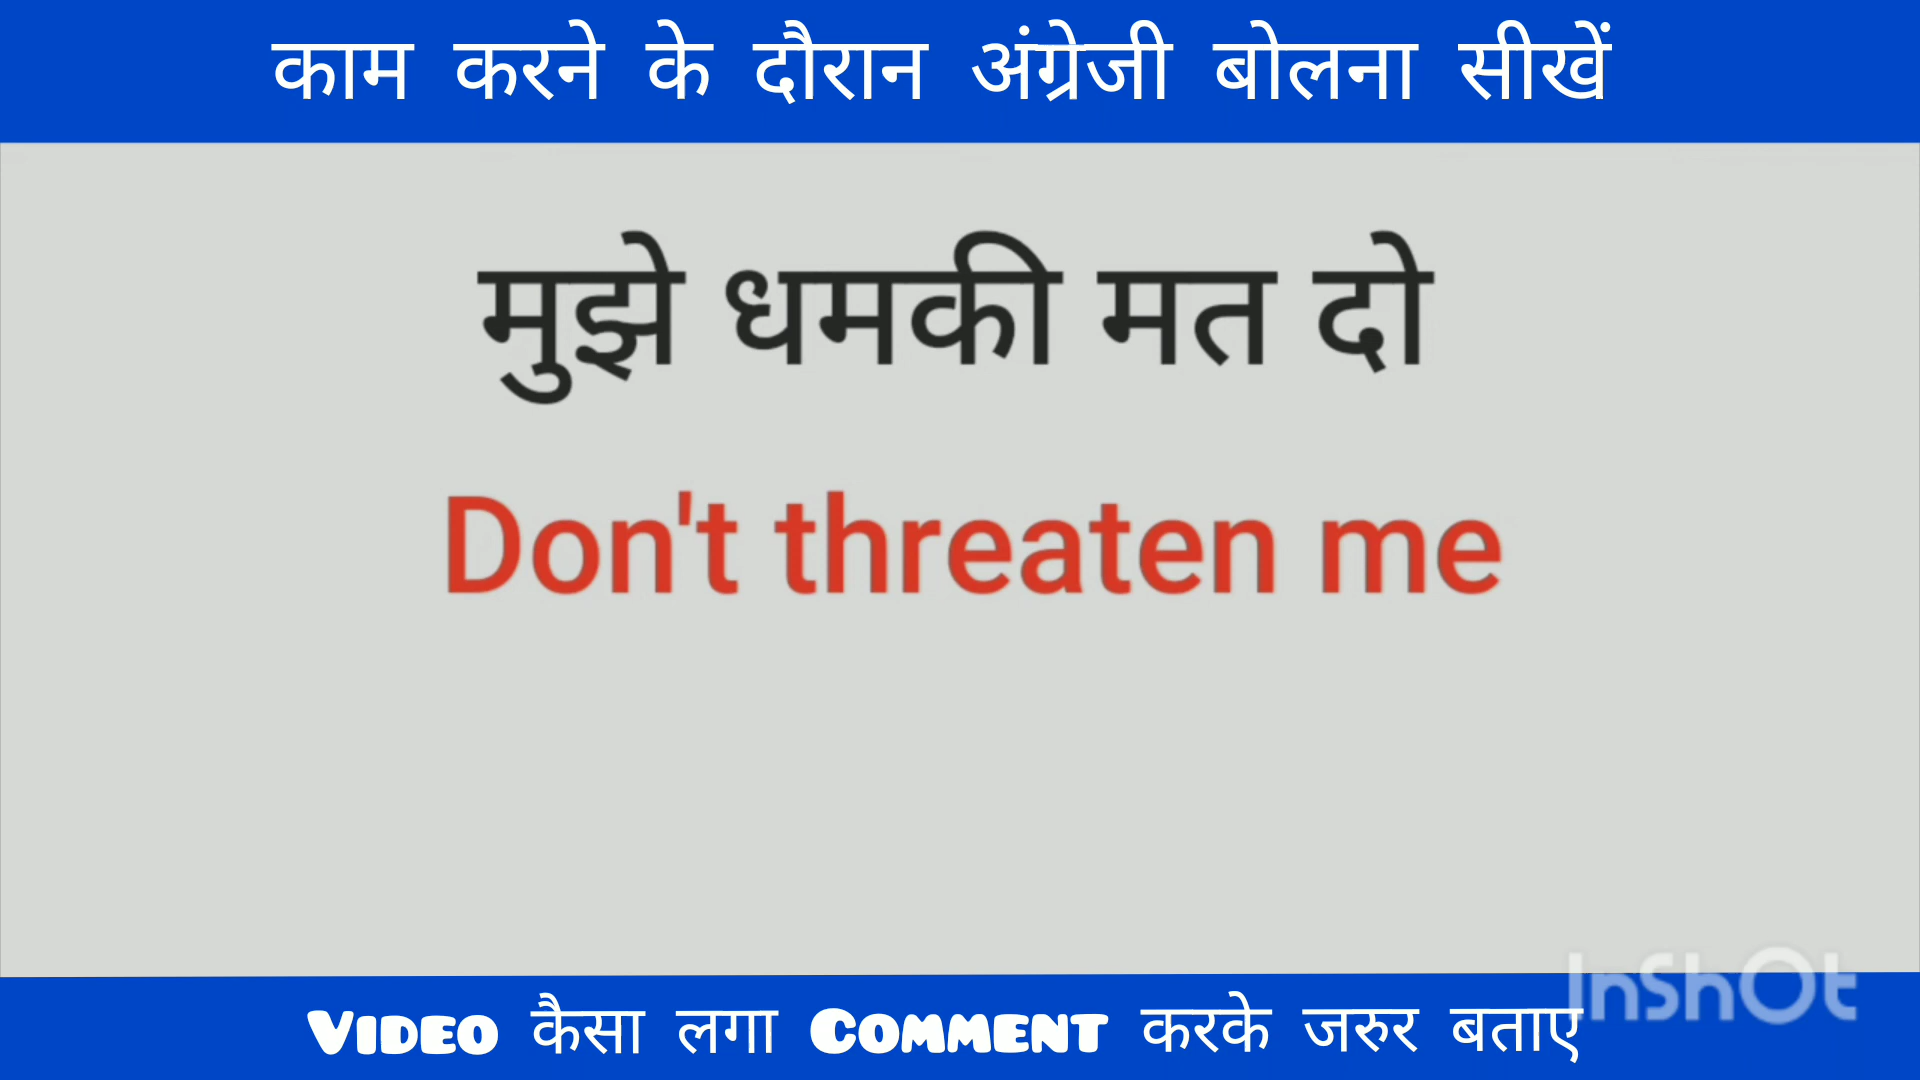 काम करने के दौरान अंग्रेजी बोलना सीखें
मुझे धमकी मत दो
Don't threaten me
InShOt
VIDEO कैसा लगा COMMENT करके जरुर बताए